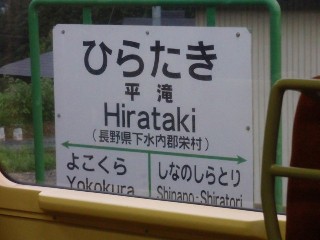 ひらたき
平滝
Hirataki
(長野県下水内郡栄村)
よこくら
Yokokura
しなのしらとり
Shinano-Shiratori